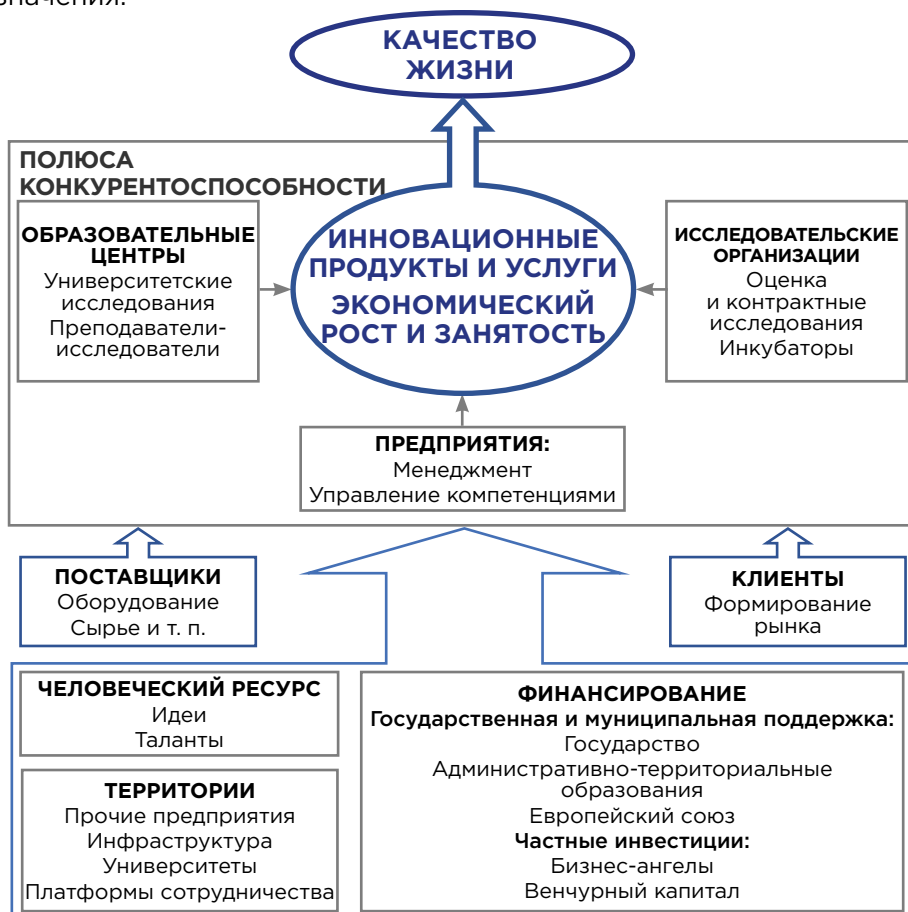 КАЧЕСТВО
ЖИЗНИ
ПОЛЮСА
КОНКУРЕНТОСПОСОБНОСТИ
ОБРАЗОВАТЕЛЬНЫЕ
ЦЕНТРЫ
Университетские
исследования
Преподаватели-
исследователи
ИННОВАЦИОННЫЕ
ПРОДУКТЫ И УСЛУГИ
ЭКОНОМИЧЕСКИЙ
РОСТ И ЗАНЯТОСТЬ
ИССЛЕДОВАТЕЛЬСКИЕ
ОРГАНИЗАЦИИ
Оценка
и контрактные
исследования
Инкубаторы
ПРЕДПРИЯТИЯ:
Менеджмент
Управление компетенциями
ПОСТАВЩИКИ
Оборудование
Сырье и т. п.
КЛИЕНТЫ
Формирование
рынка
ЧЕЛОВЕЧЕСКИЙ РЕСУРС
Идеи
Таланты
ТЕРРИТОРИИ
Прочие предприятия
Инфраструктура
Университеты
Платформы сотрудничества
ФИНАНСИРОВАНИЕ
Государственная и муниципальная поддержка:
Государство
Административно-территориальные
образования
Европейский союз
Частные инвестиции:
Бизнес-ангелы
Венчурный капитал